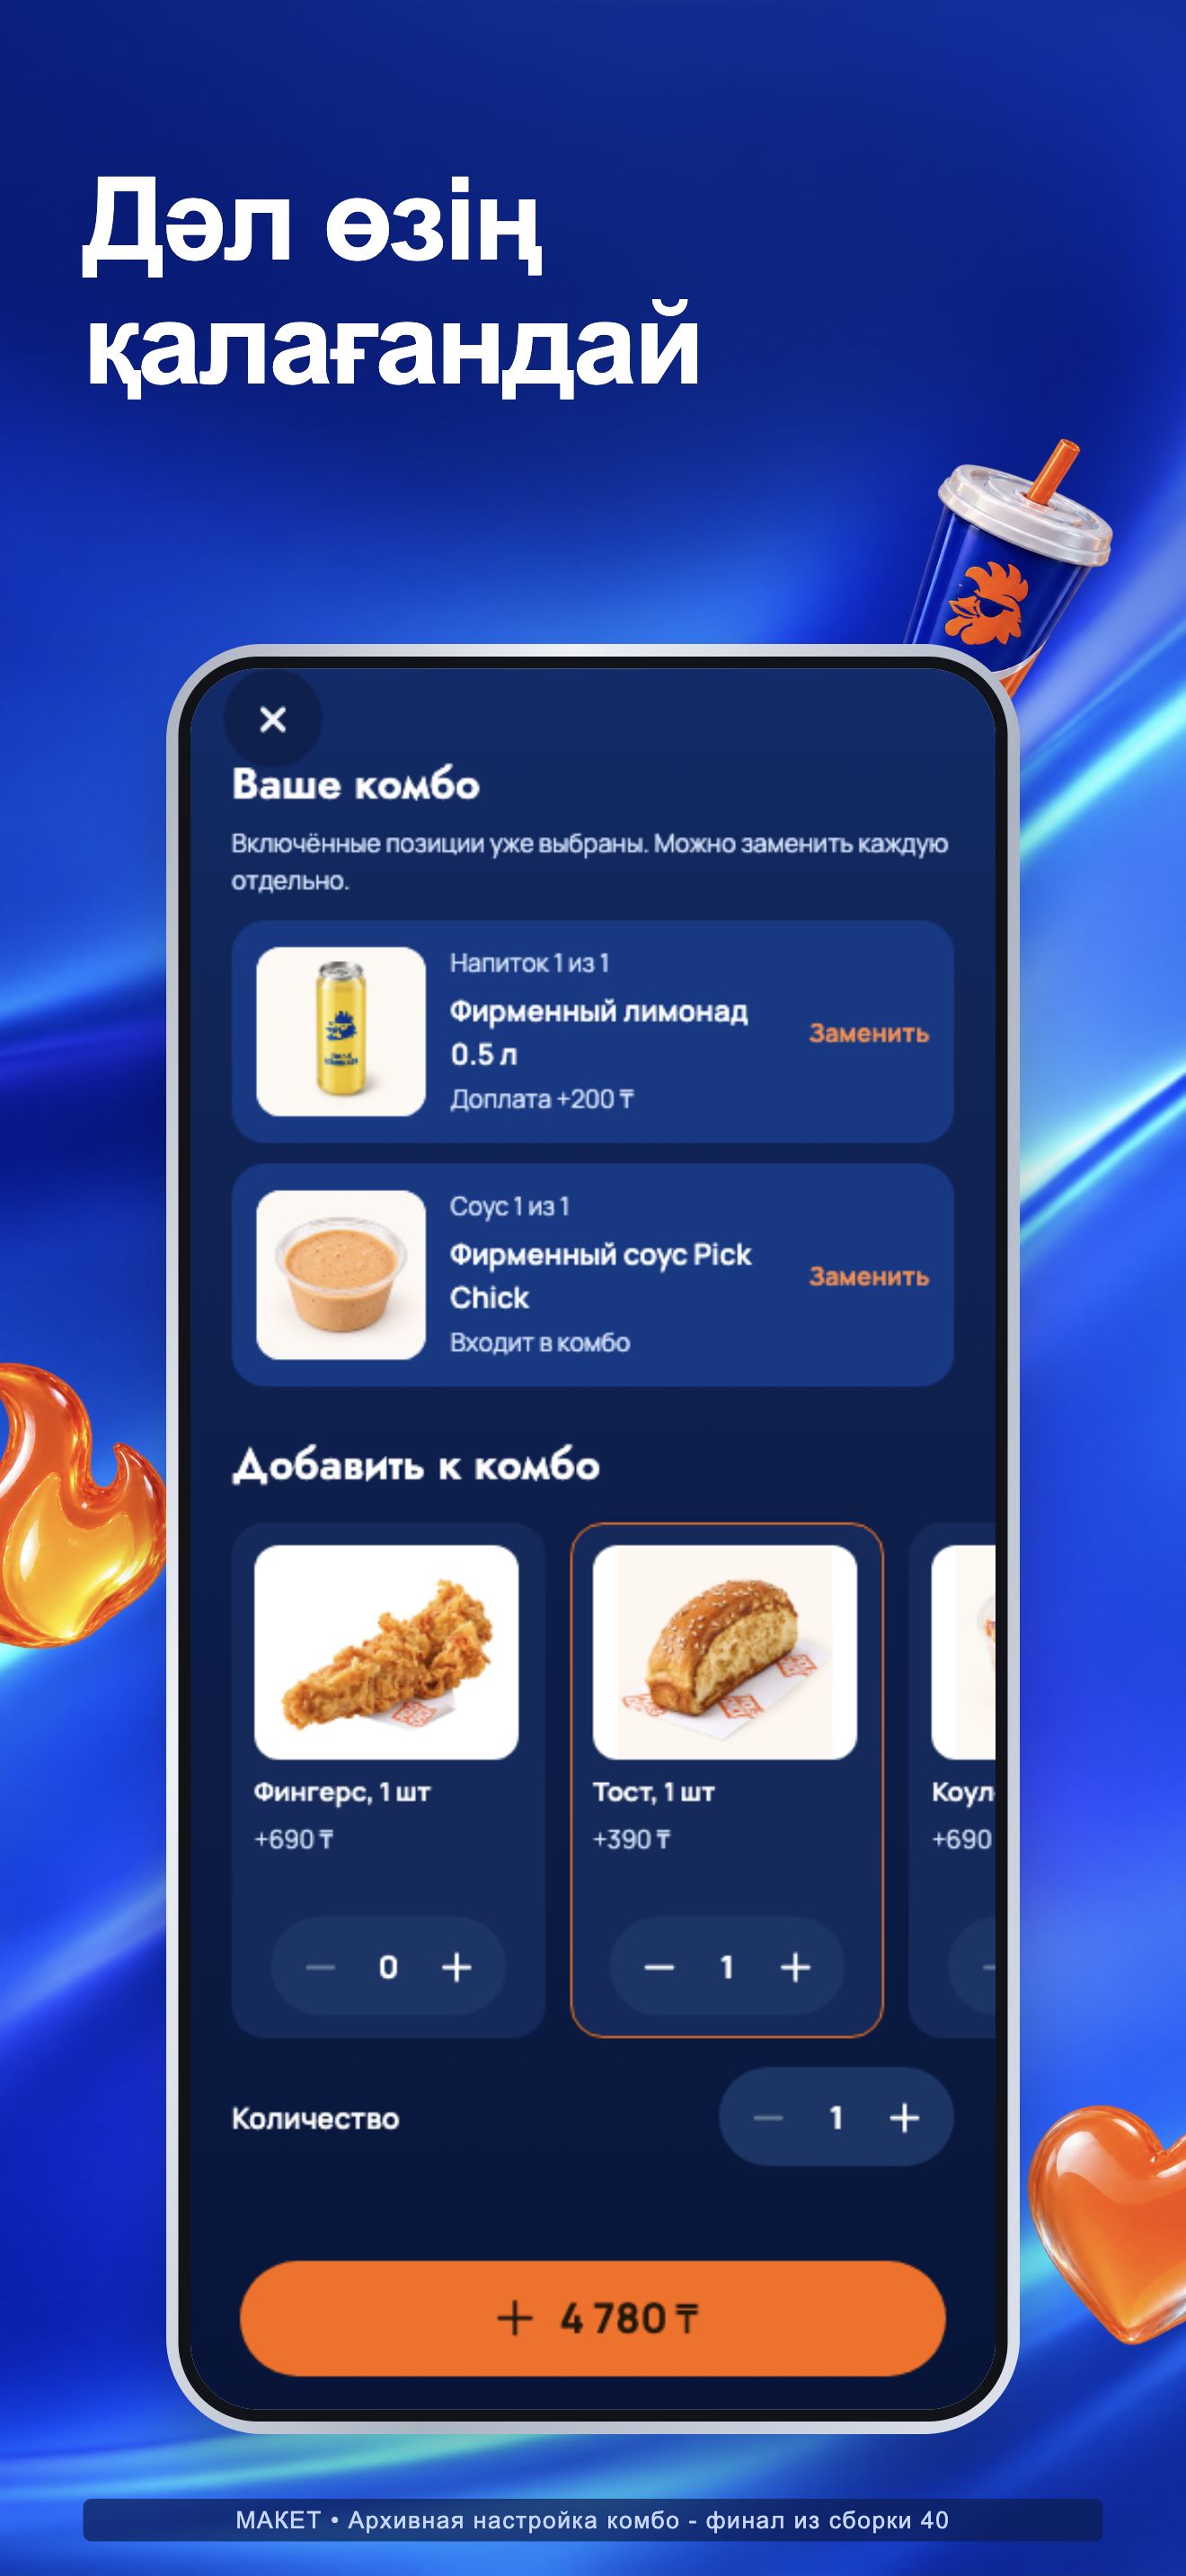 Дәл өзің
қалағандай
Ваше комбо
Включённые позиции уже выбраны. Можно заменить каждую
отдельно.
Напиток 1 из 1
Фирменный лимонад
0.5 л
Доплата +200 ₸
Заменить
Соус 1 из 1
Фирменный соус Pick
Chick
Входит в комбо
Заменить
Добавить к комбо
Фингерс, 1 шт
+690 ₸
0
Тост, 1 шт
+390 ₸
1
Коул
+690
Количество
1
+ 4 780 ₸
МАКЕТ • Архивная настройка комбо - финал из сборки 40